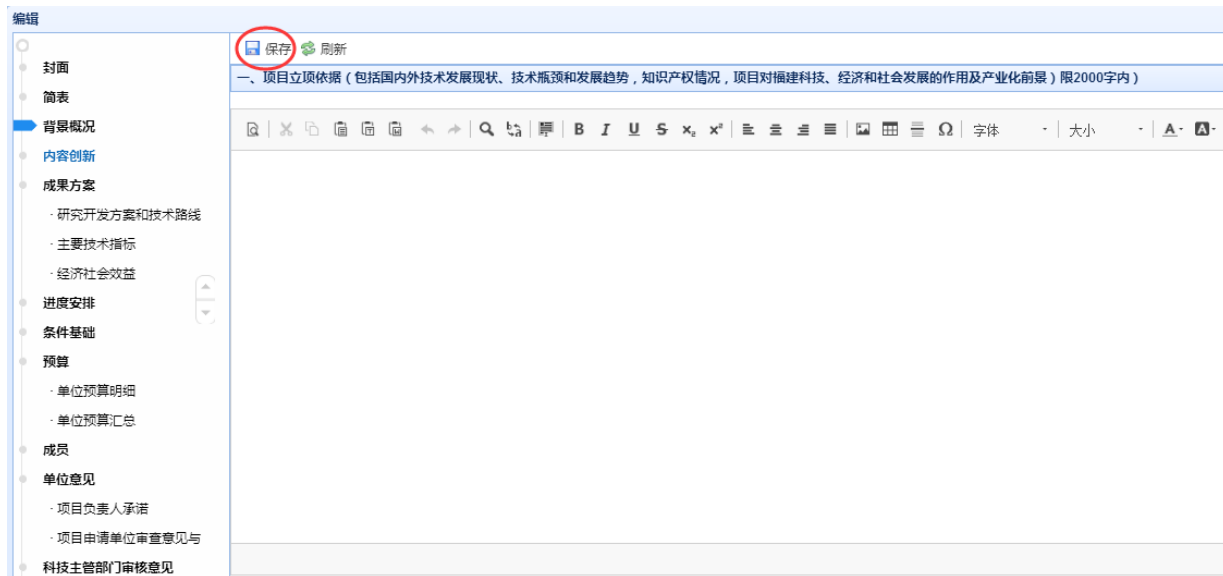 编辑
保存 刷新
一、项目立项依据（包括国内外技术发展现状、技术瓶颈和发展趋势，知识产权情况，项目对福建科技、经济和社会发展的作用及产业化前景）限2000字内）
B I U S x₂ x² Ω 字体 大小 A A
封面
简表
背景概况
内容创新
成果方案
· 研究开发方案和技术路线
· 主要技术指标
· 经济社会效益
进度安排
条件基础
预算
· 单位预算明细
· 单位预算汇总
成员
单位意见
· 项目负责人承诺
· 项目申请单位审查意见与
科技主管部门审核意见